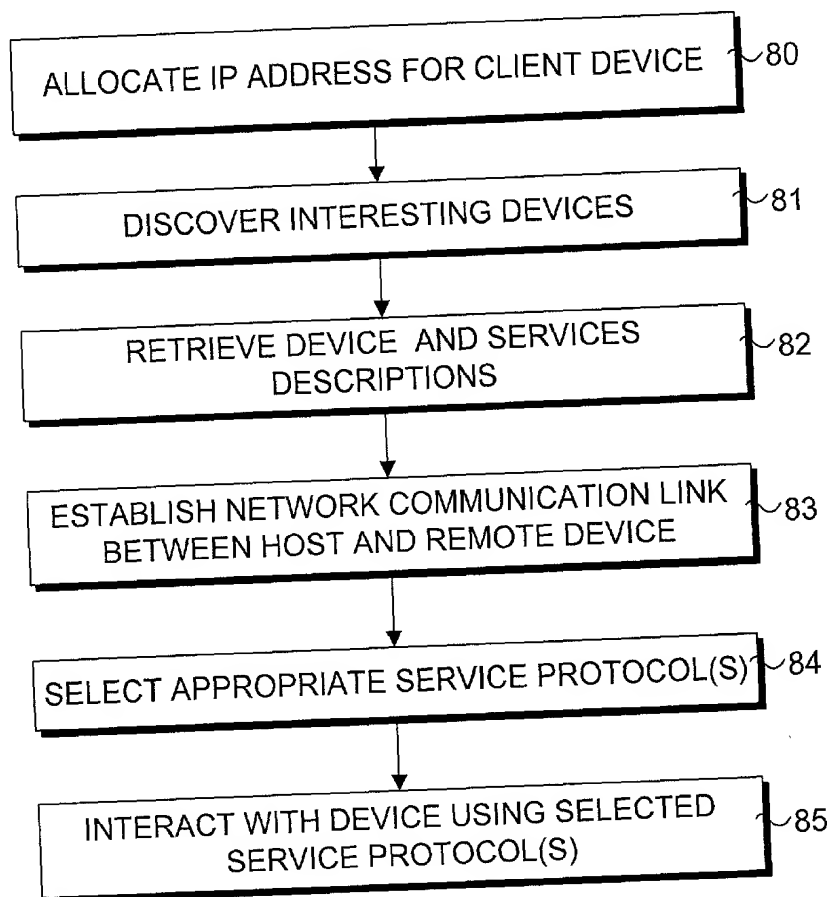 ALLOCATE IP ADDRESS FOR CLIENT DEVICE 80
DISCOVER INTERESTING DEVICES 81
RETRIEVE DEVICE AND SERVICES 82
DESCRIPTIONS
ESTABLISH NETWORK COMMUNICATION LINK 83
BETWEEN HOST AND REMOTE DEVICE
SELECT APPROPRIATE SERVICE PROTOCOL(S) 84
INTERACT WITH DEVICE USING SELECTED 85
SERVICE PROTOCOL(S)